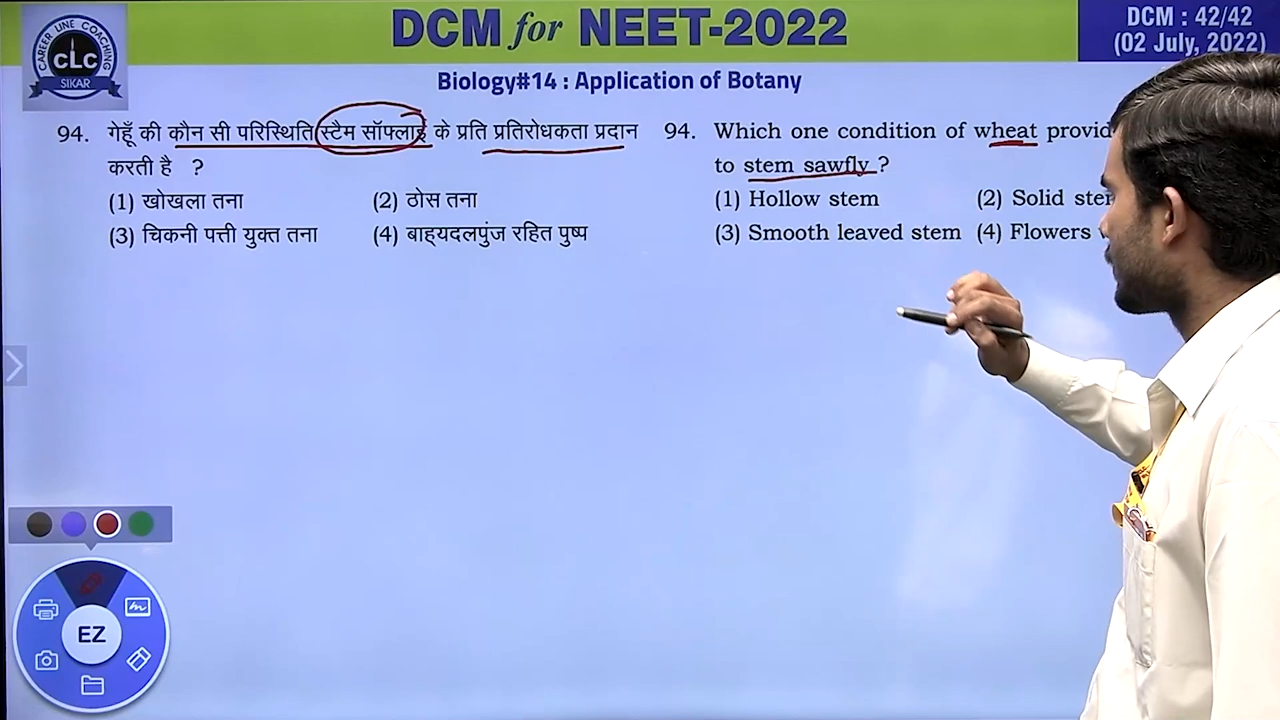 CAREER LINE COACHING
CLC
SIKAR
DCM for NEET-2022
DCM : 42/42
(02 July, 2022)
Biology#14 : Application of Botany
94. गेहूँ की कौन सी परिस्थिति स्टैम सॉफ्लाई के प्रति प्रतिरोधकता प्रदान
करती है ?
(1) खोखला तना (2) ठोस तना
(3) चिकनी पत्ती युक्त तना (4) बाह्यदलपुंज रहित पुष्प
94. Which one condition of wheat provid
to stem sawfly ?
(1) Hollow stem (2) Solid ste
(3) Smooth leaved stem (4) Flowers
EZ